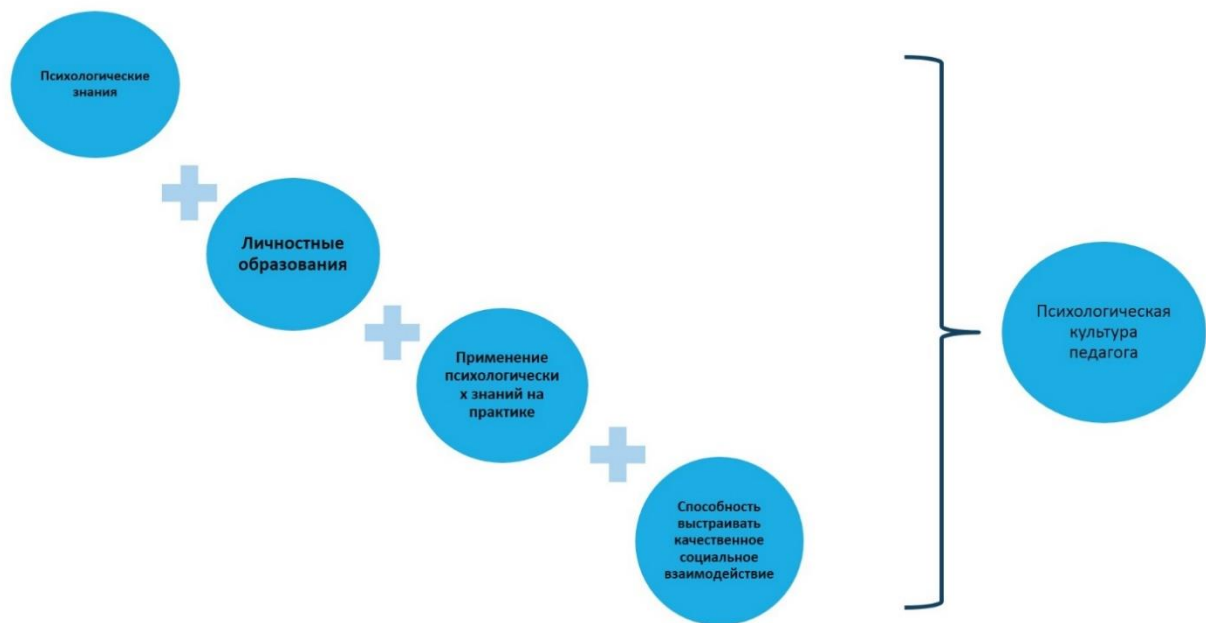 Психологические
знания
Личностные
образования
Применение
психологически
х знаний на
практике
Способность
выстраивать
качественное
социальное
взаимодействие
Психологическая
культура
педагога